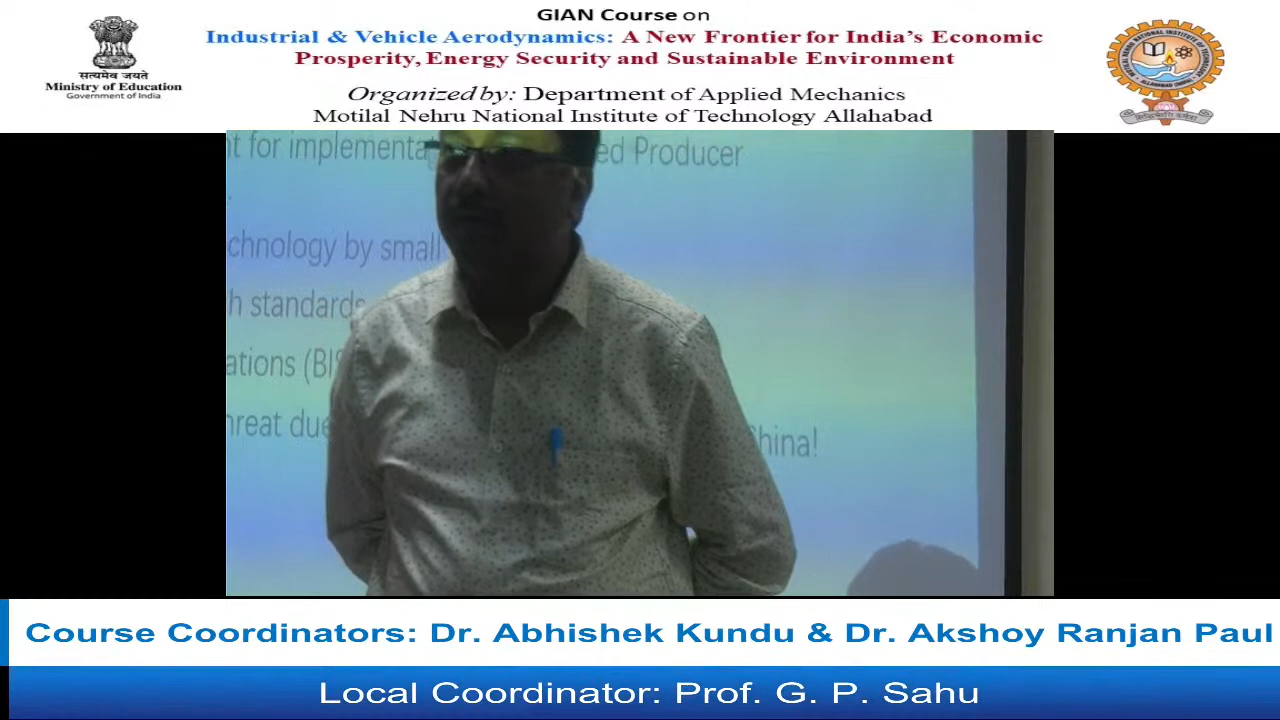 GIAN Course on
Industrial & Vehicle Aerodynamics: A New Frontier for India's Economic
Prosperity, Energy Security and Sustainable Environment
सत्यमेव जयते
Ministry of Education
Government of India
Organized by: Department of Applied Mechanics
Motilal Nehru National Institute of Technology Allahabad
for implementa ed Producer
chnology by small
h standards
ations (BIS
hreat due China!
Course Coordinators: Dr. Abhishek Kundu & Dr. Akshoy Ranjan Paul
Local Coordinator: Prof. G. P. Sahu